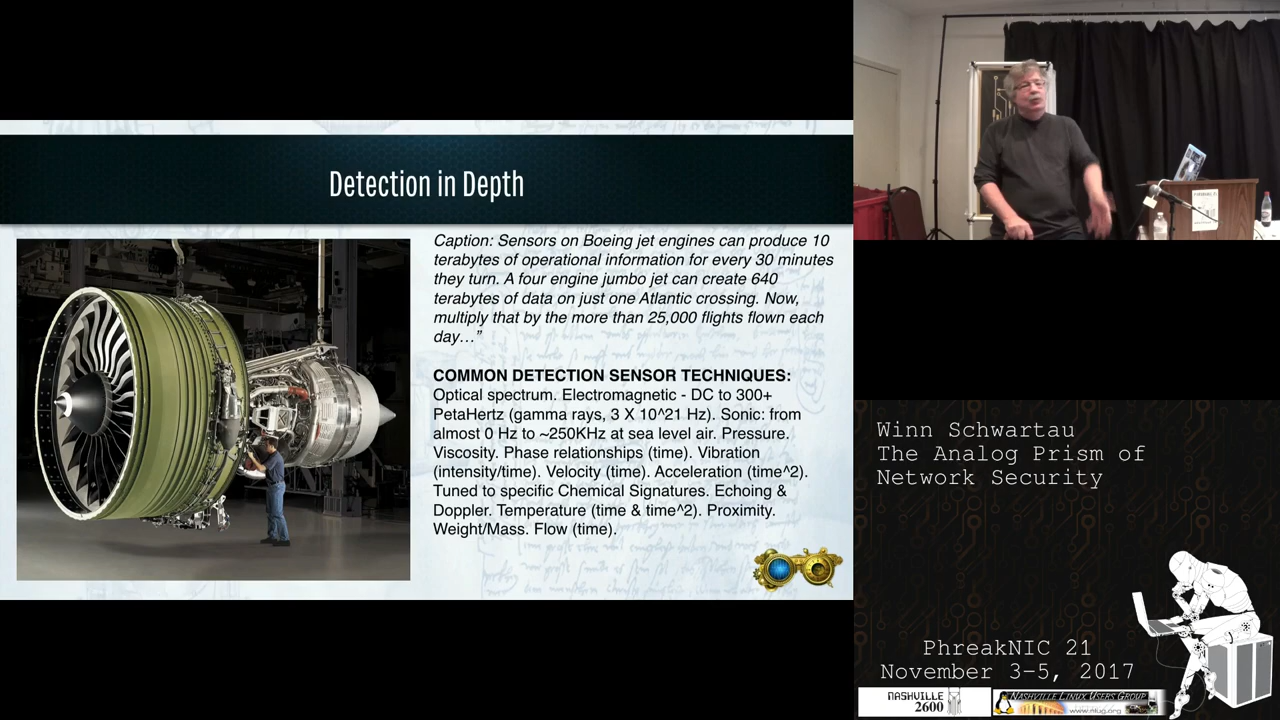 Detection in Depth
Caption: Sensors on Boeing jet engines can produce 10
terabytes of operational information for every 30 minutes
they turn. A four engine jumbo jet can create 640
terabytes of data on just one Atlantic crossing. Now,
multiply that by the more than 25,000 flights flown each
day…”
COMMON DETECTION SENSOR TECHNIQUES:
Optical spectrum. Electromagnetic - DC to 300+
PetaHertz (gamma rays, 3 X 10^21 Hz). Sonic: from
almost 0 Hz to ~250KHz at sea level air. Pressure.
Viscosity. Phase relationships (time). Vibration
(intensity/time). Velocity (time). Acceleration (time^2).
Tuned to specific Chemical Signatures. Echoing &
Doppler. Temperature (time & time^2). Proximity.
Weight/Mass. Flow (time).
Winn Schwartau
The Analog Prism of
Network Security
PhreakNIC 21
November 3-5, 2017
NASHVILLE
2600
NASHVILLE LINUX USERS GROUP
www.nlug.org